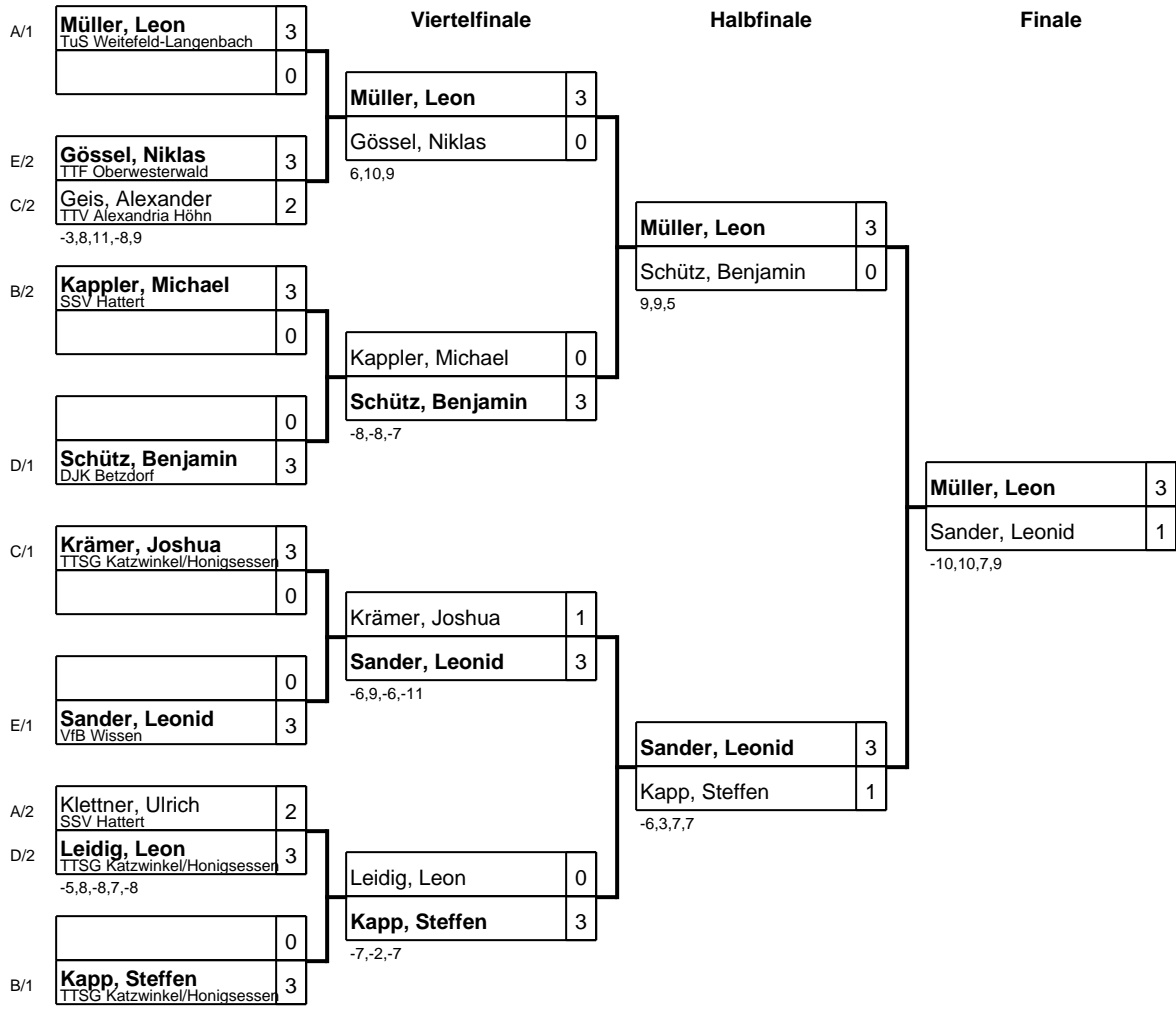 Viertelfinale
Halbfinale
Finale
A/1
Müller, Leon
3
TuS Weitefeld-Langenbach
0
E/2
Gössel, Niklas
3
TTF Oberwesterwald
C/2
Geis, Alexander
2
TTV Alexandria Höhn
-3,8,11,-8,9
B/2
Kappler, Michael
3
SSV Hattert
0
0
D/1
Schütz, Benjamin
3
DJK Betzdorf
C/1
Krämer, Joshua
3
TTSG Katzwinkel/Honigsessen
0
0
E/1
Sander, Leonid
3
VfB Wissen
A/2
Klettner, Ulrich
2
SSV Hattert
D/2
Leidig, Leon
3
TTSG Katzwinkel/Honigsessen
-5,8,-8,7,-8
0
B/1
Kapp, Steffen
3
TTSG Katzwinkel/Honigsessen
Müller, Leon
3
Gössel, Niklas
0
6,10,9
Kappler, Michael
0
Schütz, Benjamin
3
-8,-8,-7
Krämer, Joshua
1
Sander, Leonid
3
-6,9,-6,-11
Leidig, Leon
0
Kapp, Steffen
3
-7,-2,-7
Müller, Leon
3
Schütz, Benjamin
0
9,9,5
Sander, Leonid
3
Kapp, Steffen
1
-6,3,7,7
Müller, Leon
3
Sander, Leonid
1
-10,10,7,9